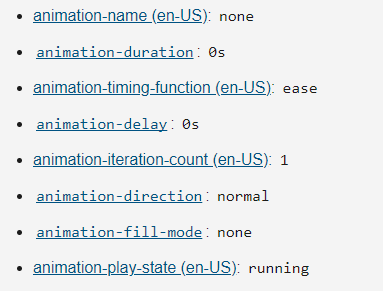 animation-name (en-US): none
animation-duration: 0s
animation-timing-function (en-US): ease
animation-delay: 0s
animation-iteration-count (en-US): 1
animation-direction: normal
animation-fill-mode: none
animation-play-state (en-US): running